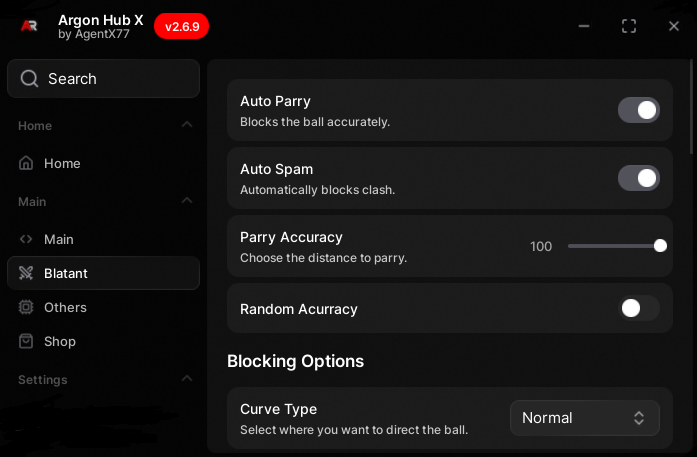 AR
Argon Hub X
by AgentX77
v2.6.9
Search
Home
Home
Main
Main
Blatant
Others
Shop
Settings
Auto Parry
Blocks the ball accurately.
Auto Spam
Automatically blocks clash.
Parry Accuracy
Choose the distance to parry.
100
Random Acurracy
Blocking Options
Curve Type
Select where you want to direct the ball.
Normal